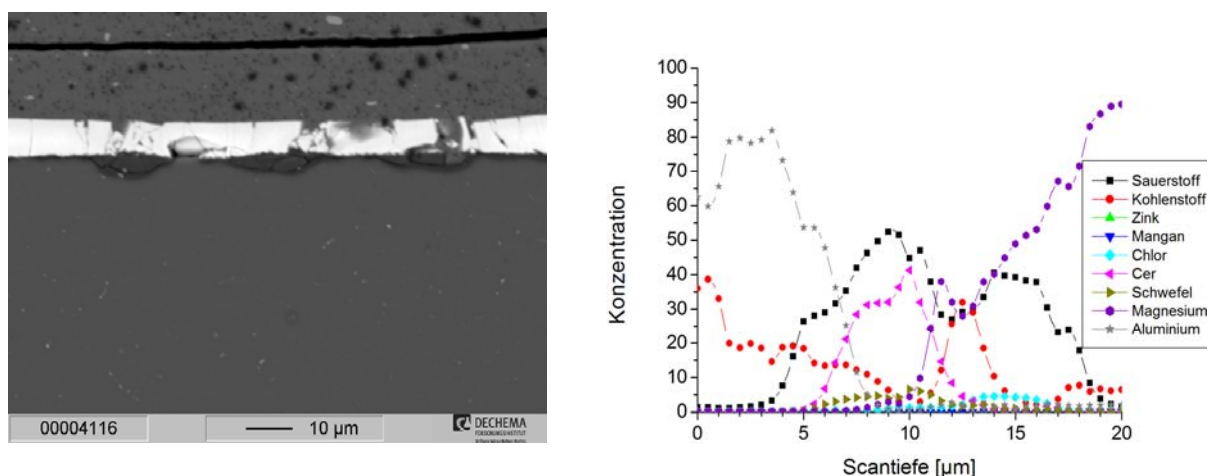 00004116
10 µm
DECHEMA
FORSCHUNGSINSTITUT
Konzentration
100
90
80
70
60
50
40
30
20
10
0
0 5 10 15 20
Scantiefe [µm]
Sauerstoff
Kohlenstoff
Zink
Mangan
Chlor
Cer
Schwefel
Magnesium
Aluminium